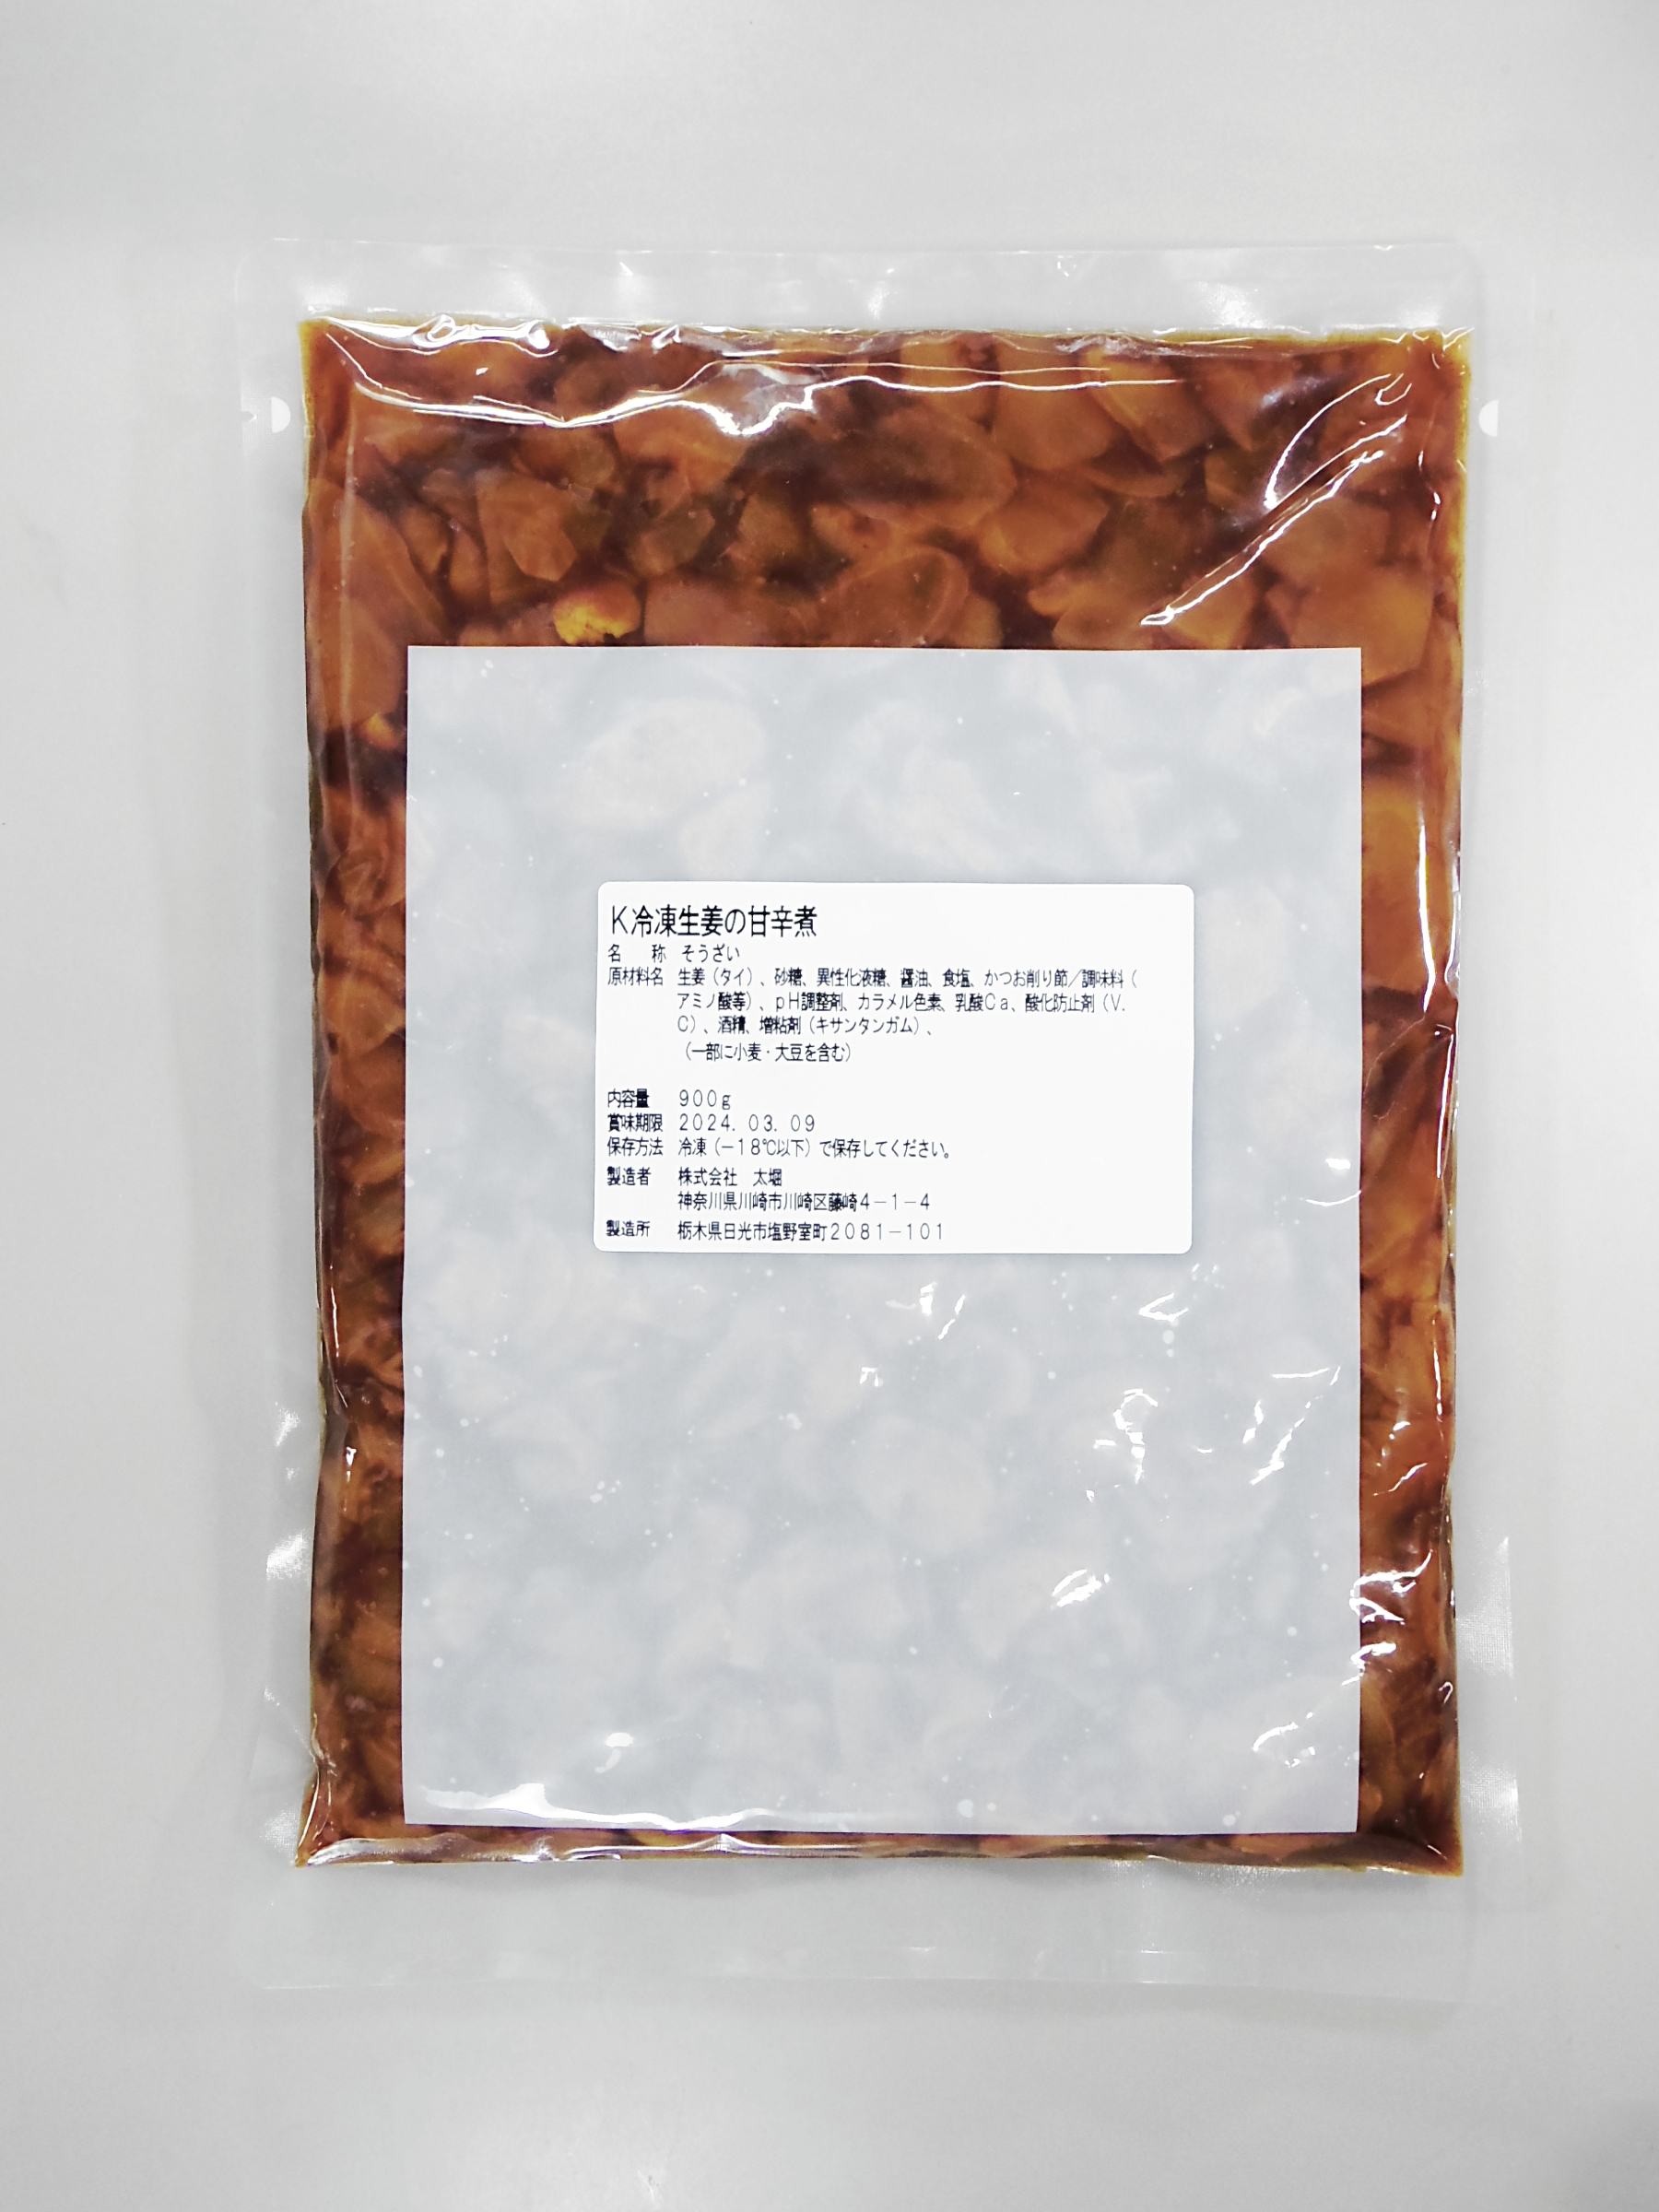 K冷凍生姜の甘辛煮
名　称　そうざい
原材料名　生姜（タイ）、砂糖、異性化液糖、醤油、食塩、かつお削り節／調味料（
アミノ酸等）、pH調整剤、カラメル色素、乳酸Ca、酸化防止剤（V.
C）、酒精、増粘剤（キサンタンガム）、
（一部に小麦・大豆を含む）
内容量　900g
賞味期限　2024.03.09
保存方法　冷凍（－18℃以下）で保存してください。
製造者　株式会社　太堀
神奈川県川崎市川崎区藤崎4－1－4
製造所　栃木県日光市塩野室町2081－101